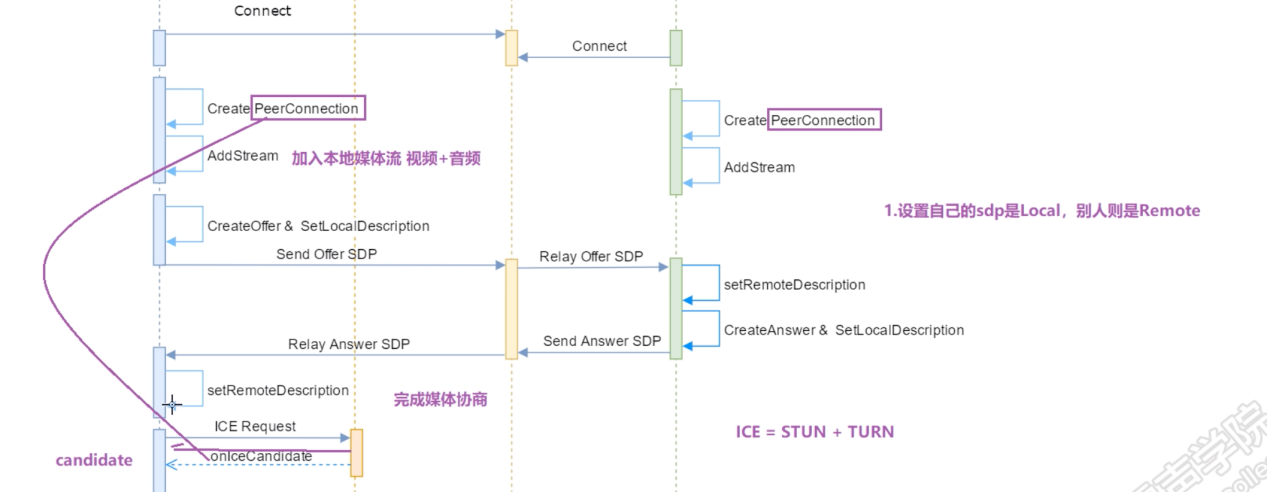 Connect
Connect
Create PeerConnection
Create PeerConnection
AddStream
加入本地媒体流 视频+音频
AddStream
1.设置自己的sdp是Local，别人则是Remote
CreateOffer & SetLocalDescription
Send Offer SDP
Relay Offer SDP
setRemoteDescription
CreateAnswer & SetLocalDescription
Relay Answer SDP
Send Answer SDP
setRemoteDescription
完成媒体协商
ICE Request
ICE = STUN + TURN
onIceCandidate
candidate
学院